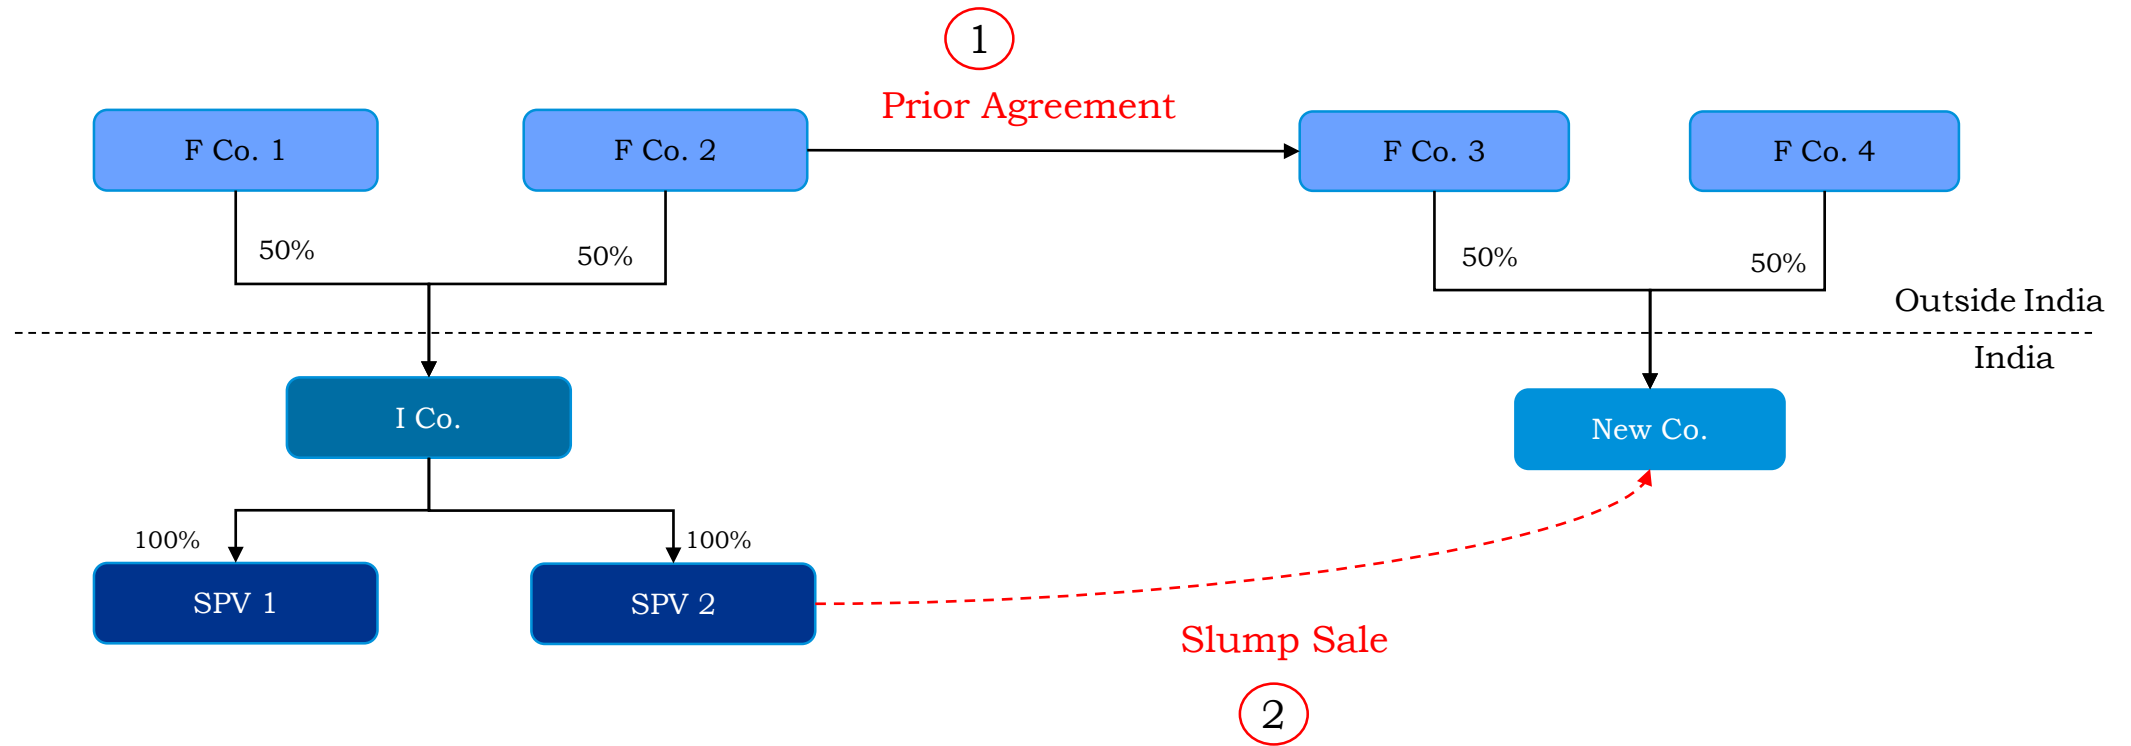 1
Prior Agreement
F Co. 1
F Co. 2
F Co. 3
F Co. 4
50%
50%
50%
50%
Outside India
India
I Co.
New Co.
100%
100%
SPV 1
SPV 2
Slump Sale
2